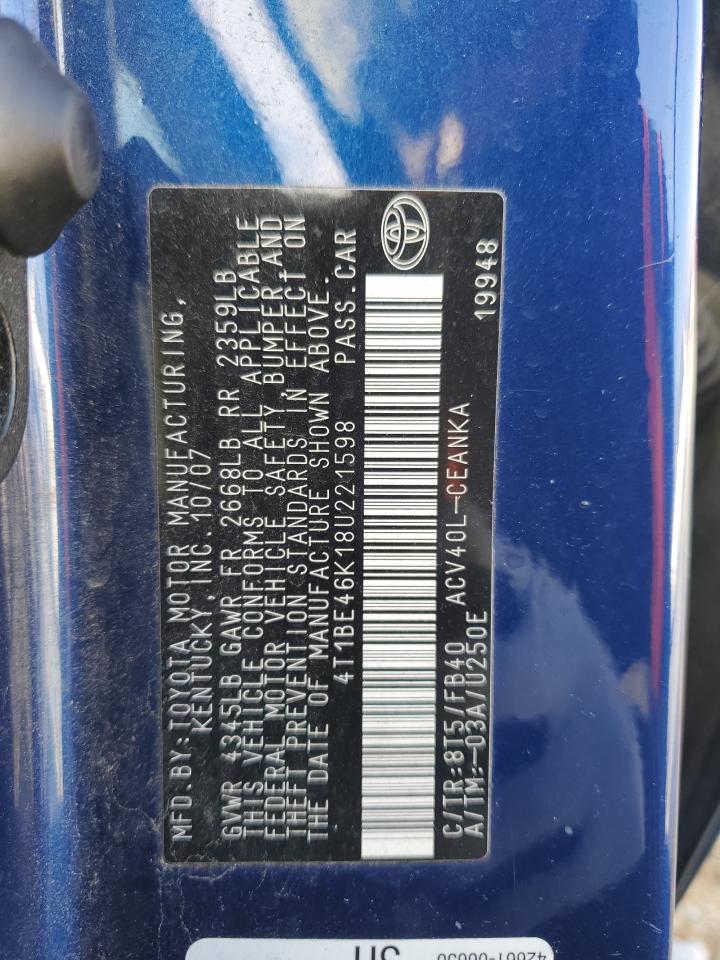 MFD.BY:TOYOTA MOTOR MANUFACTURING,
KENTUCKY INC. 10/07
GVWR 4345LB GAWR FR 2668LB RR 2359LB
THIS VEHICLE CONFORMS TO ALL APPLICABLE
FEDERAL MOTOR VEHICLE SAFETY, BUMPER, AND
THEFT PREVENTION STANDARDS IN EFFECT ON
THE DATE OF MANUFACTURE SHOWN ABOVE.
4T1BE46K18U221598 PASS.CAR
C/TR:8T5/FB40 ACV40L-CEANKA
A/TM:-03A/U250E 19948